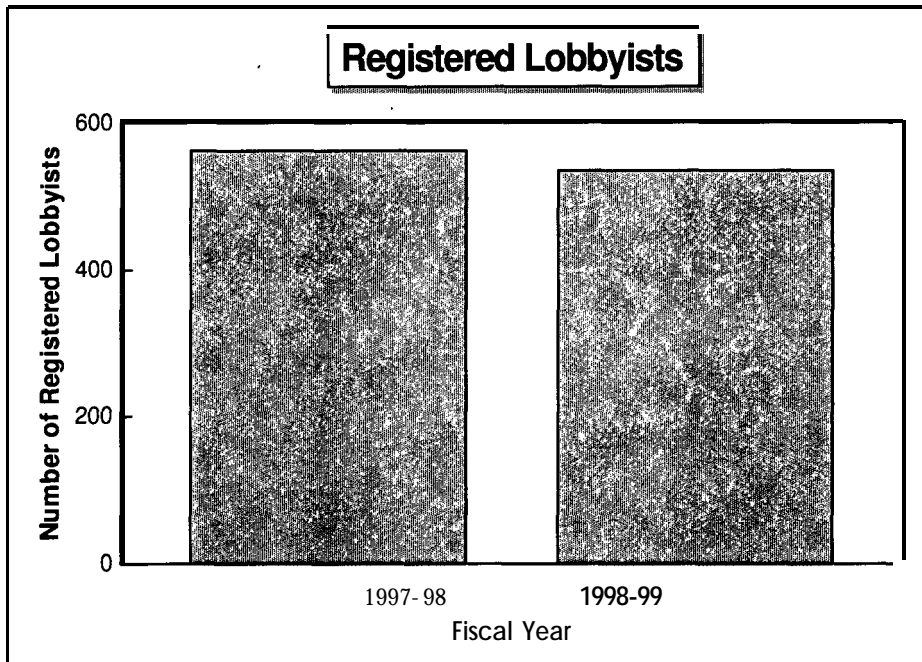 Registered Lobbyists
Number of Registered Lobbyists
600
400
200
0
1997-98 1998-99
Fiscal Year